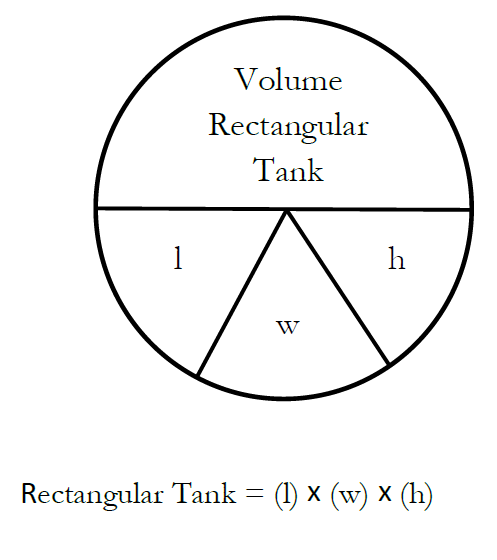 Volume
Rectangular
Tank
l
h
w
Rectangular Tank = (l) x (w) x (h)